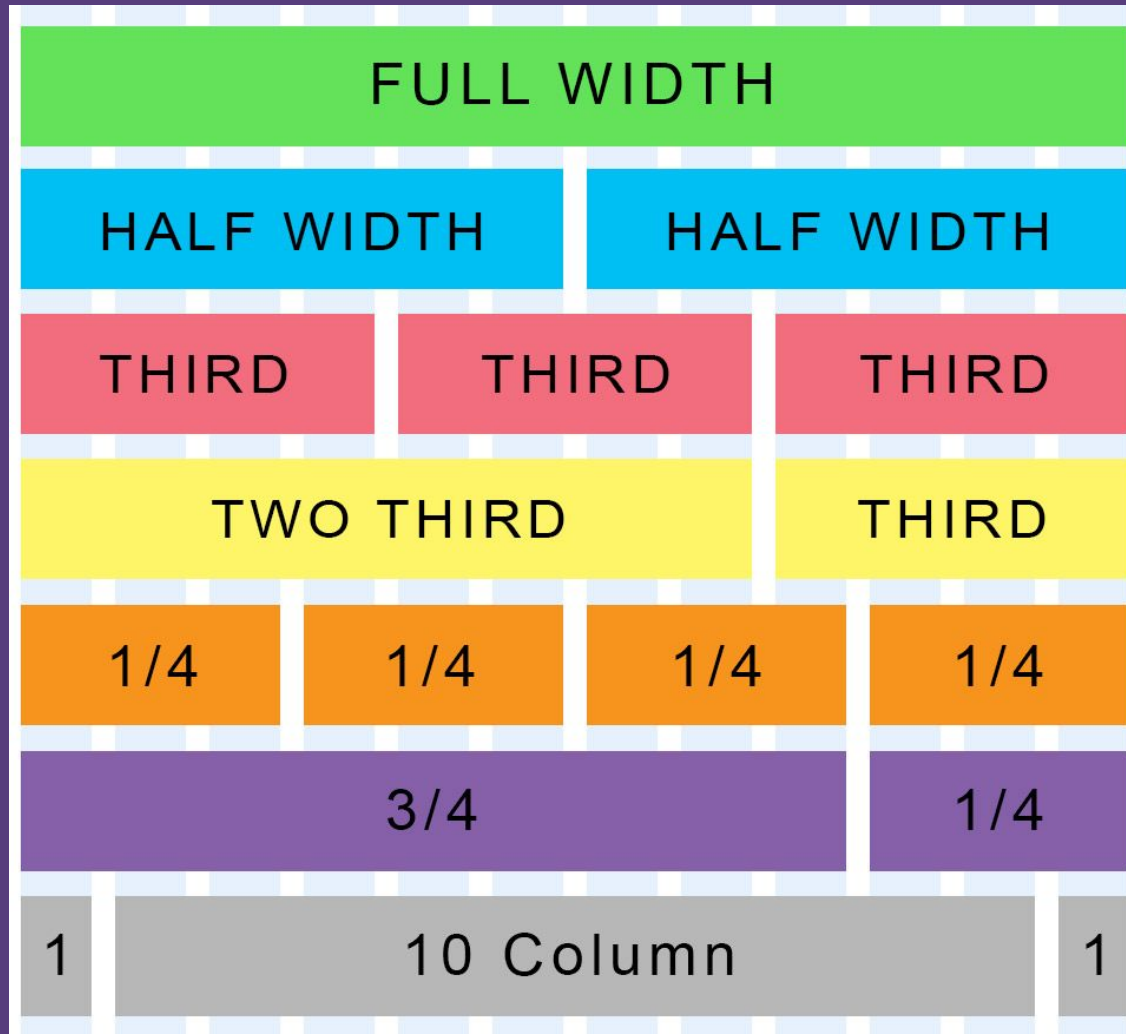 FULL WIDTH
HALF WIDTH HALF WIDTH
THIRD THIRD THIRD
TWO THIRD THIRD
1/4 1/4 1/4 1/4
3/4 1/4
1 10 Column 1